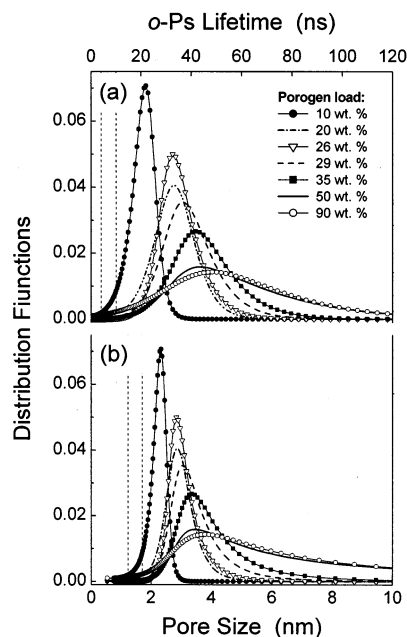 o-Ps Lifetime (ns)
0 20 40 60 80 100 120
(a)
Porogen load:
10 wt. %
20 wt. %
26 wt. %
29 wt. %
35 wt. %
50 wt. %
90 wt. %
0.06
0.04
0.02
0.00
Distribution Fiunctions
(b)
0.06
0.04
0.02
0.00
0 2 4 6 8 10
Pore Size (nm)